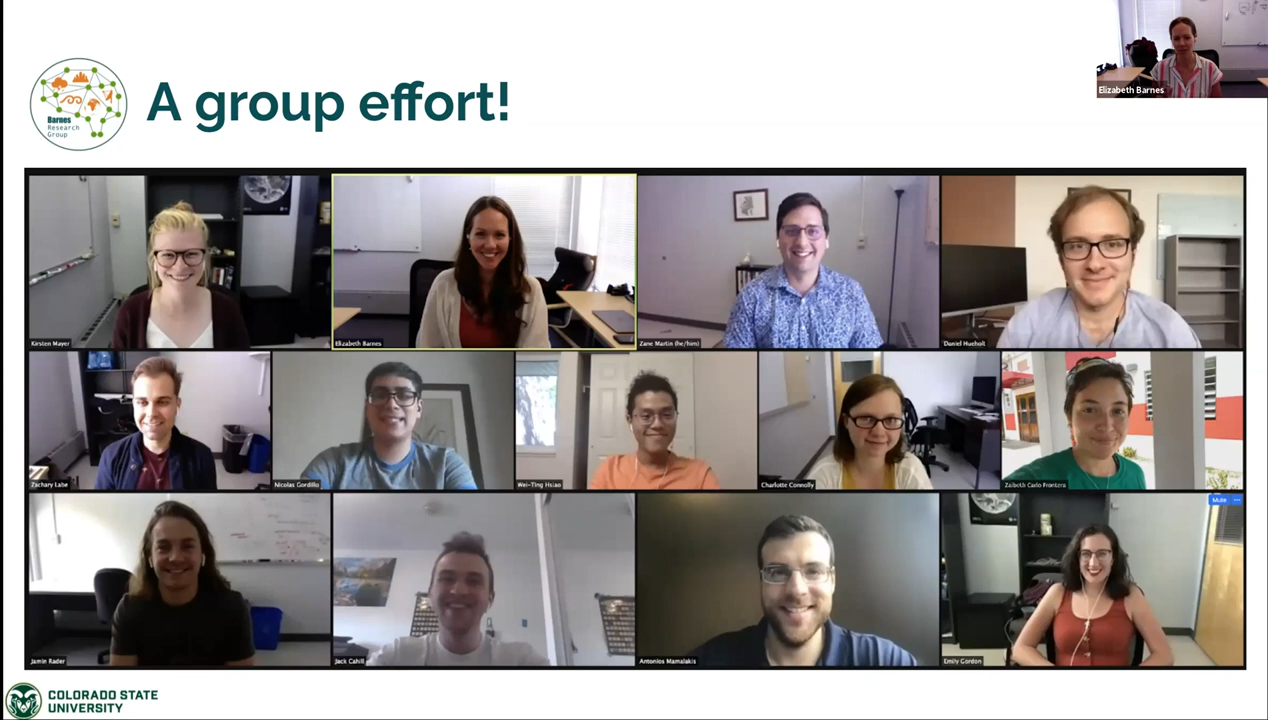 Elizabeth Barnes
Barnes
Research
Group
A group effort!
Kirsten Mayer
Elizabeth Barnes
Zane Martin (he/him)
Daniel Hueholt
Zachary Labe
Nicolas Gordillo
Wei-Ting Hsiao
Charlotte Connolly
Zaibeth Carlo Frontera
Mute
Jamin Rader
Jack Cahill
Antonios Mamalakis
Emily Gordon
COLORADO STATE
UNIVERSITY